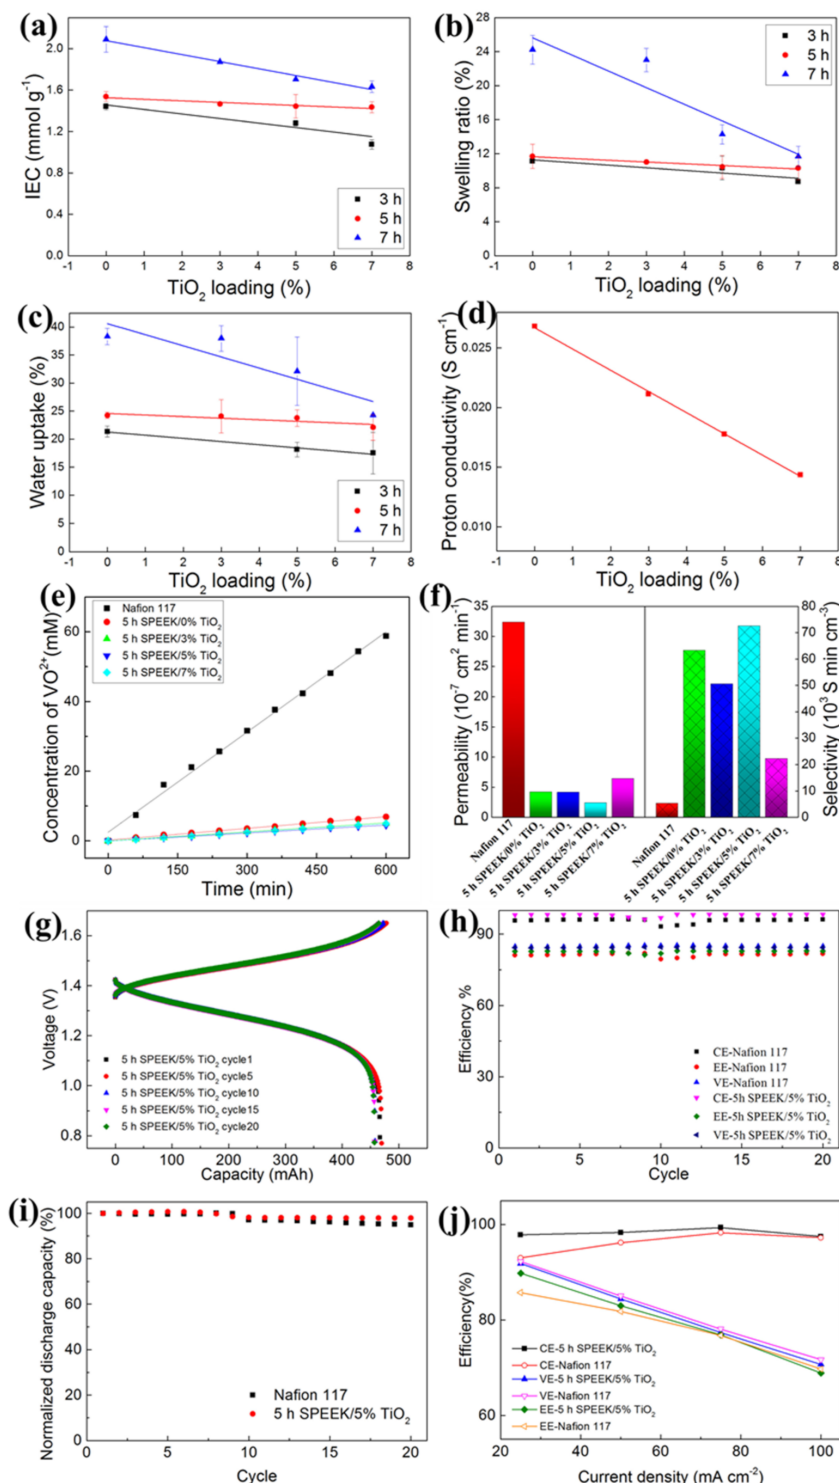 (a)
2.0
1.6
1.2
0.8
0.4
0.0
IEC (mmol g⁻¹)
3 h
5 h
7 h
-1 0 1 2 3 4 5 6 7 8
TiO₂ loading (%)
(b)
28
24
20
16
12
8
4
0
Swelling ratio (%)
3 h
5 h
7 h
-1 0 1 2 3 4 5 6 7 8
TiO₂ loading (%)
(c)
40
35
30
25
20
15
10
5
0
Water uptake (%)
3 h
5 h
7 h
-1 0 1 2 3 4 5 6 7 8
TiO₂ loading (%)
(d)
0.025
0.020
0.015
0.010
Proton conductivity (S cm⁻¹)
-1 0 1 2 3 4 5 6 7 8
TiO₂ loading (%)
(e)
60
40
20
0
Concentration of VO²⁺(mM)
Nafion 117
5 h SPEEK/0% TiO₂
5 h SPEEK/3% TiO₂
5 h SPEEK/5% TiO₂
5 h SPEEK/7% TiO₂
0 120 240 360 480 600
Time (min)
(f)
35
30
25
20
15
10
5
0
Permeability (10⁻⁷ cm² min⁻¹)
80
70
60
50
40
30
20
10
0
Selectivity (10³ S min cm⁻³)
Nafion 117
5 h SPEEK/0% TiO₂
5 h SPEEK/3% TiO₂
5 h SPEEK/5% TiO₂
5 h SPEEK/7% TiO₂
Nafion 117
5 h SPEEK/0% TiO₂
5 h SPEEK/3% TiO₂
5 h SPEEK/5% TiO₂
5 h SPEEK/7% TiO₂
(g)
1.6
1.4
1.2
1.0
0.8
Voltage (V)
5 h SPEEK/5% TiO₂ cycle1
5 h SPEEK/5% TiO₂ cycle5
5 h SPEEK/5% TiO₂ cycle10
5 h SPEEK/5% TiO₂ cycle15
5 h SPEEK/5% TiO₂ cycle20
0 100 200 300 400 500
Capacity (mAh)
(h)
90
60
30
0
Efficiency %
CE-Nafion 117
EE-Nafion 117
VE-Nafion 117
CE-5h SPEEK/5% TiO₂
EE-5h SPEEK/5% TiO₂
VE-5h SPEEK/5% TiO₂
0 5 10 15 20
Cycle
(i)
100
80
60
40
20
0
Normalized discharge capacity (%)
Nafion 117
5 h SPEEK/5% TiO₂
0 5 10 15 20
Cycle
(j)
100
80
60
Efficiency(%)
CE-5 h SPEEK/5% TiO₂
CE-Nafion 117
VE-5 h SPEEK/5% TiO₂
VE-Nafion 117
EE-5 h SPEEK/5% TiO₂
EE-Nafion 117
20 40 60 80 100
Current density (mA cm⁻²)